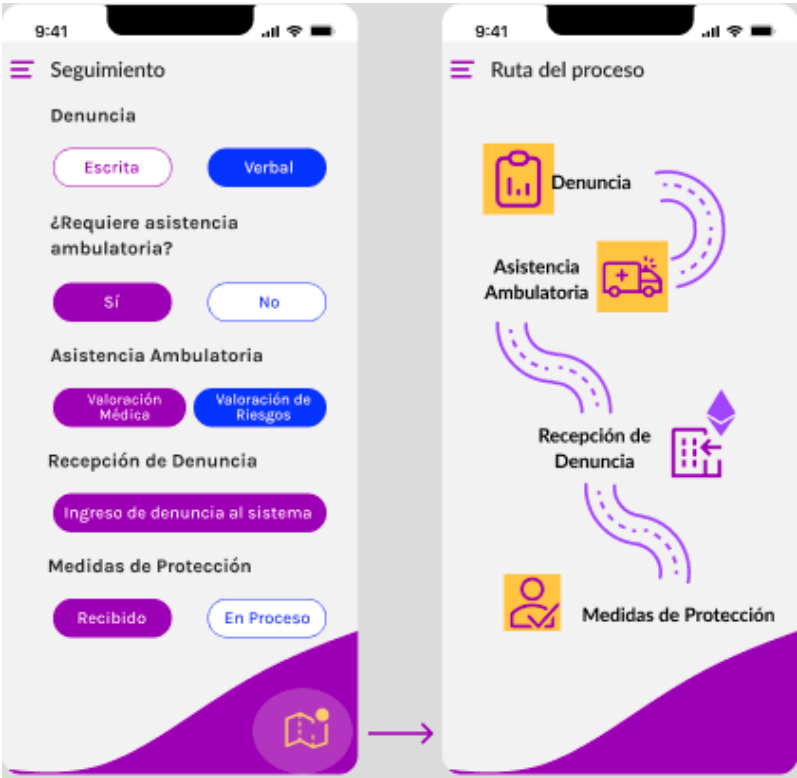 9:41
Seguimiento
Denuncia
Escrita
Verbal
¿Requiere asistencia
ambulatoria?
Sí
No
Asistencia Ambulatoria
Valoración
Médica
Valoración de
Riesgos
Recepción de Denuncia
Ingreso de denuncia al sistema
Medidas de Protección
Recibido
En Proceso
9:41
Ruta del proceso
Denuncia
Asistencia
Ambulatoria
Recepción de
Denuncia
Medidas de Protección